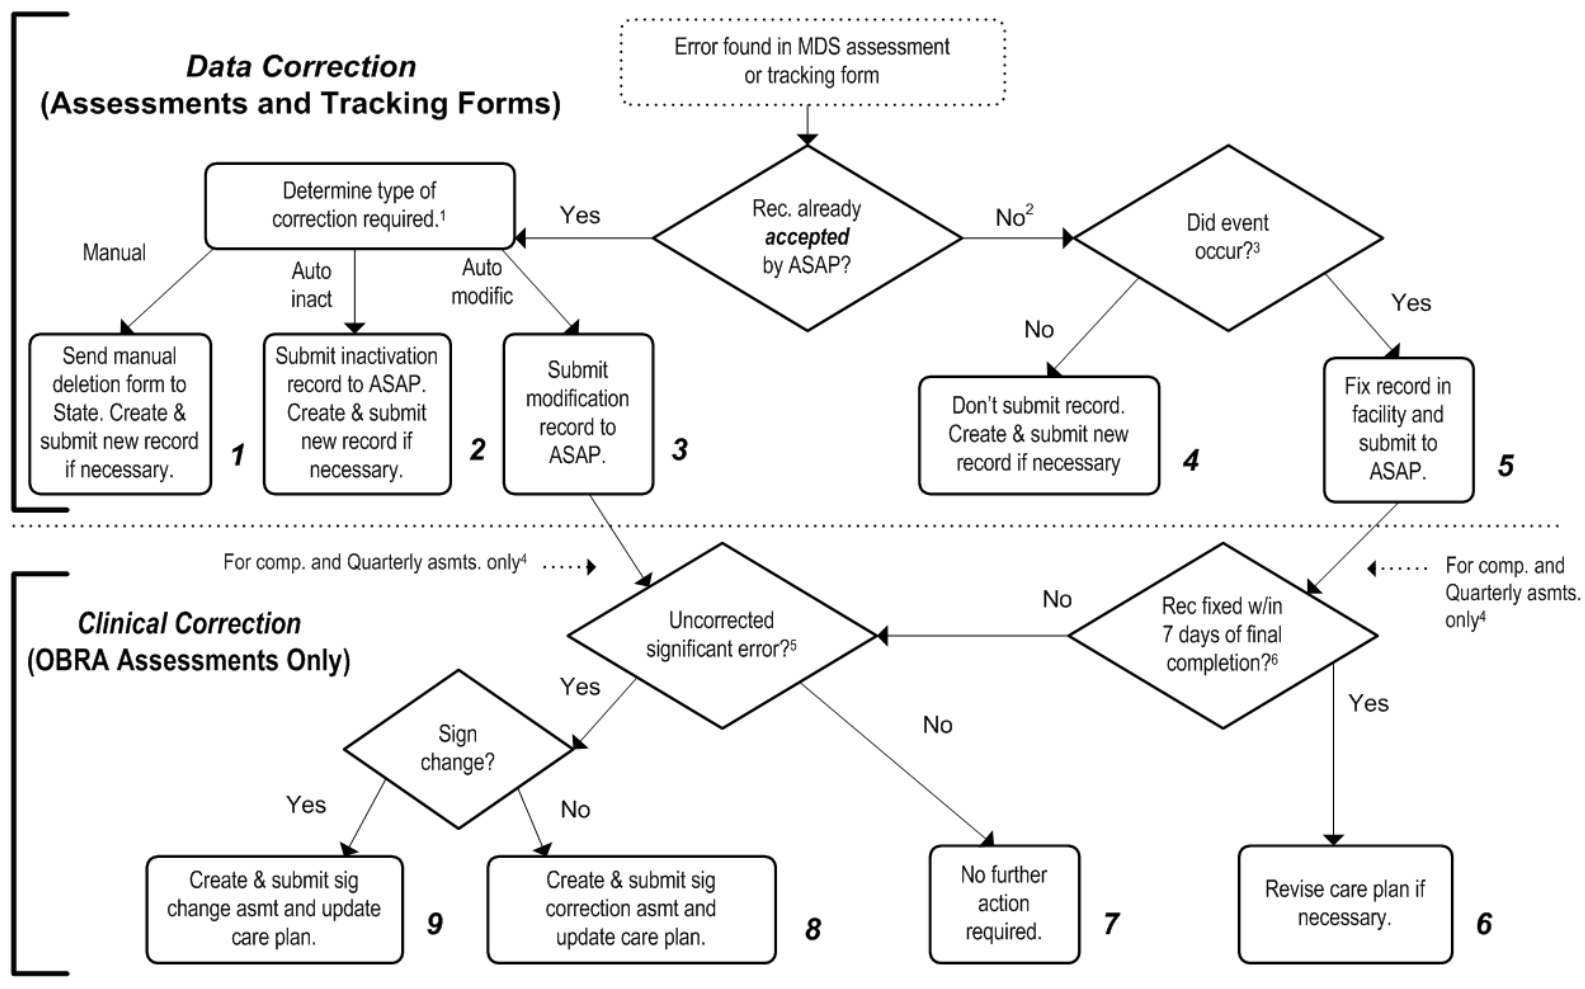 Data Correction
(Assessments and Tracking Forms)
Error found in MDS assessment
or tracking form
Determine type of
correction required.¹
Yes
Rec. already
accepted
by ASAP?
No²
Did event
occur?³
Manual
Auto
inact
Auto
modific
No
Yes
Send manual
deletion form to
State. Create &
submit new record
if necessary.
1
Submit inactivation
record to ASAP.
Create & submit
new record if
necessary.
2
Submit
modification
record to
ASAP.
3
Don't submit record.
Create & submit new
record if necessary
4
Fix record in
facility and
submit to
ASAP.
5
For comp. and Quarterly asmts. only⁴
For comp. and
Quarterly asmts.
only⁴
Clinical Correction
(OBRA Assessments Only)
Uncorrected
significant error?⁵
No
Rec fixed w/in
7 days of final
completion?⁶
Yes
No
Yes
Sign
change?
Yes
No
Create & submit sig
change asmt and update
care plan.
9
Create & submit sig
correction asmt and
update care plan.
8
No further
action
required.
7
Revise care plan if
necessary.
6